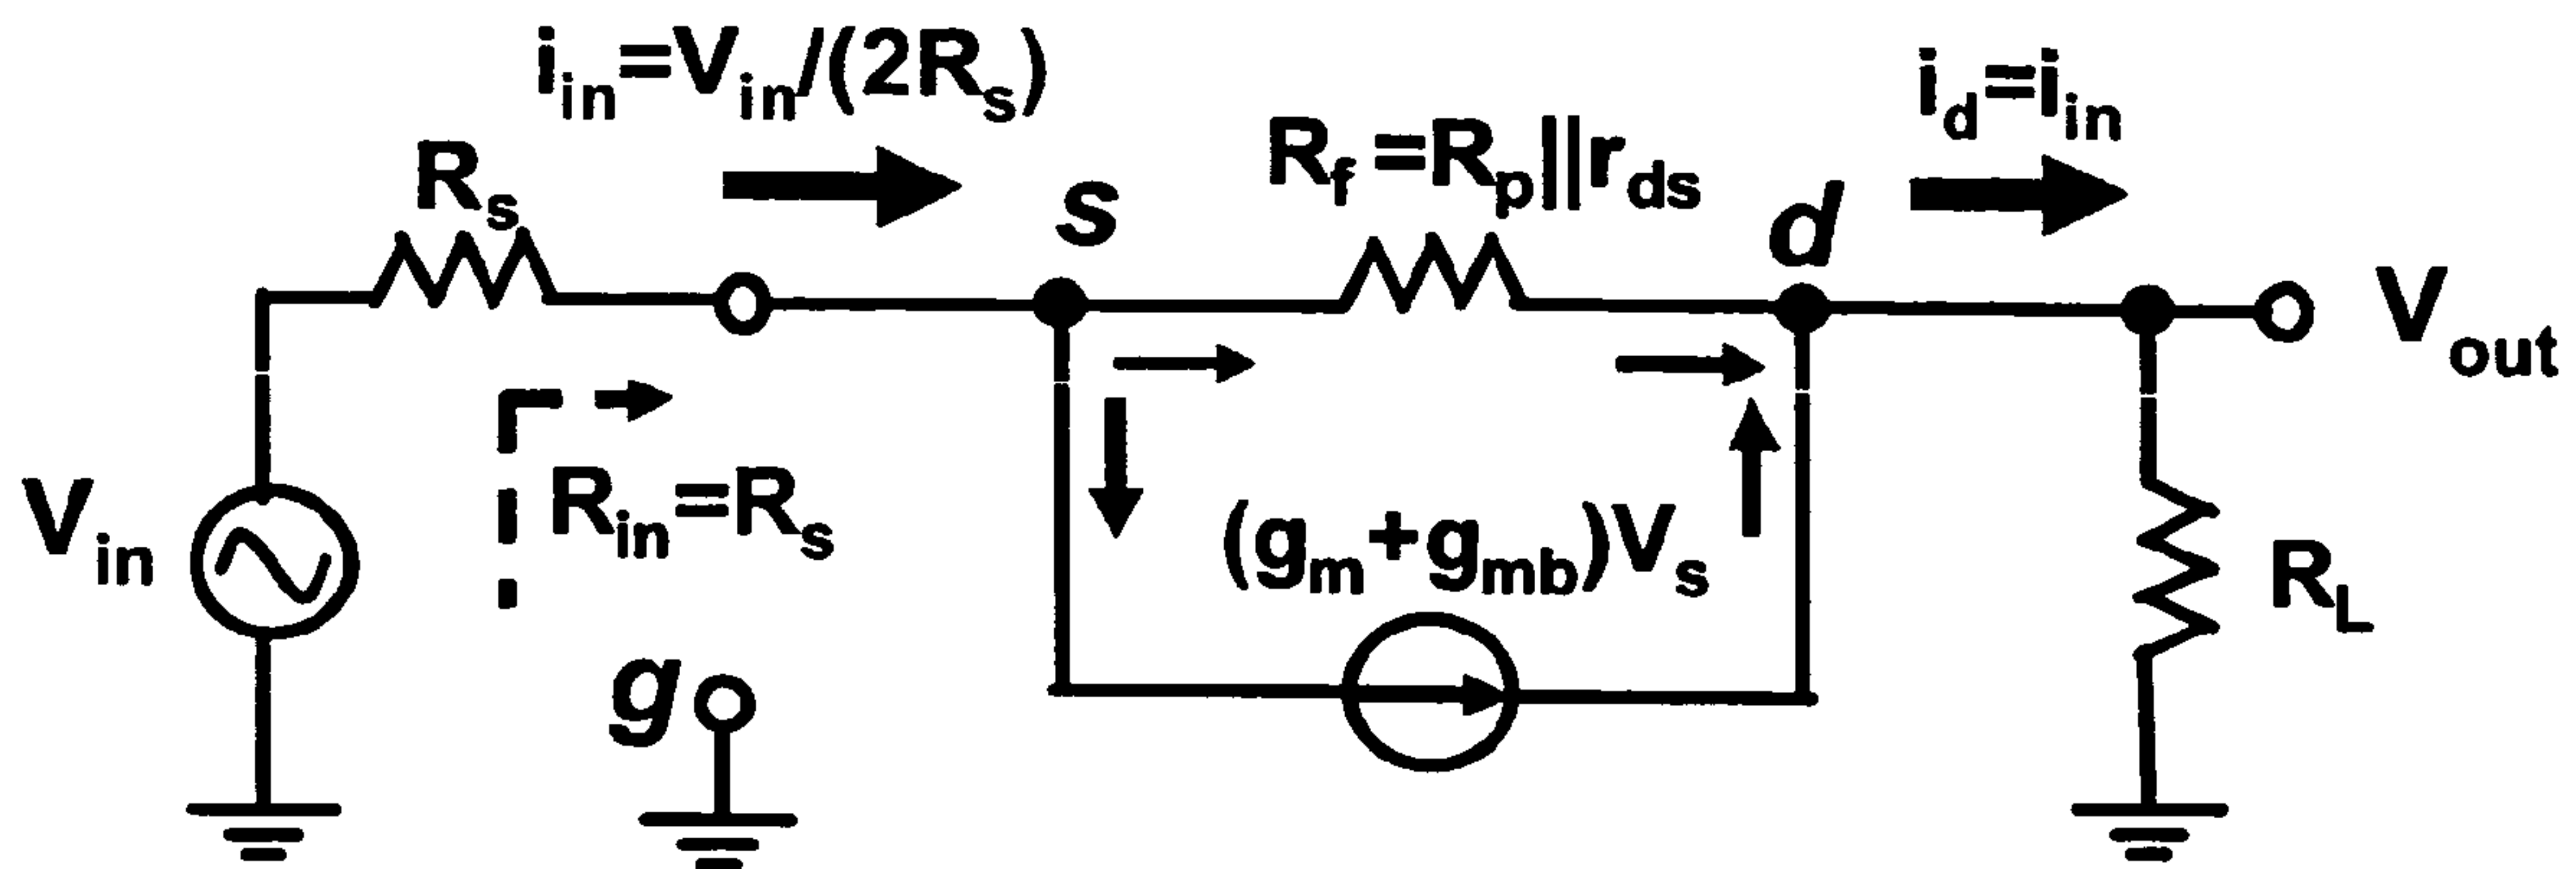 i_in=V_in/(2R_s)
i_d=i_in
R_s
s
R_f=R_p||r_ds
d
V_out
R_in=R_s
V_in
(g_m+g_mb)V_s
R_L
g